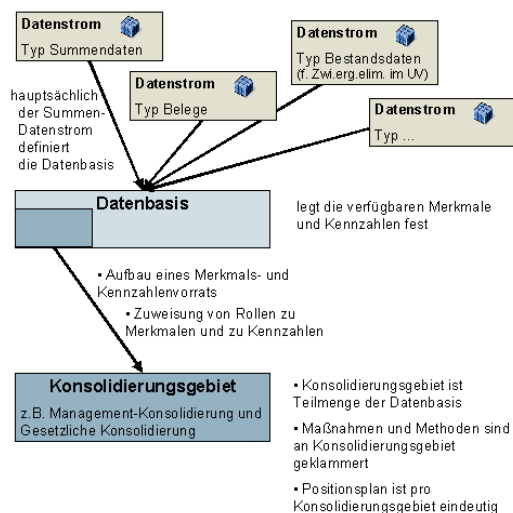 Datenstrom
Typ Summendaten
Datenstrom
Typ Bestandsdaten
(f. Zwi.erg.elim. im UV)
Datenstrom
Typ Belege
Datenstrom
Typ ...
hauptsächlich
der Summen-
Datenstrom
definiert
die Datenbasis
Datenbasis
legt die verfügbaren Merkmale
und Kennzahlen fest
▪ Aufbau eines Merkmals- und
Kennzahlenvorrats
▪ Zuweisung von Rollen zu
Merkmalen und zu Kennzahlen
Konsolidierungsgebiet
z.B. Management-Konsolidierung und
Gesetzliche Konsolidierung
▪ Konsolidierungsgebiet ist
Teilmenge der Datenbasis
▪ Maßnahmen und Methoden sind
an Konsolidierungsgebiet
geklammert
▪ Positionsplan ist pro
Konsolidierungsgebiet eindeutig